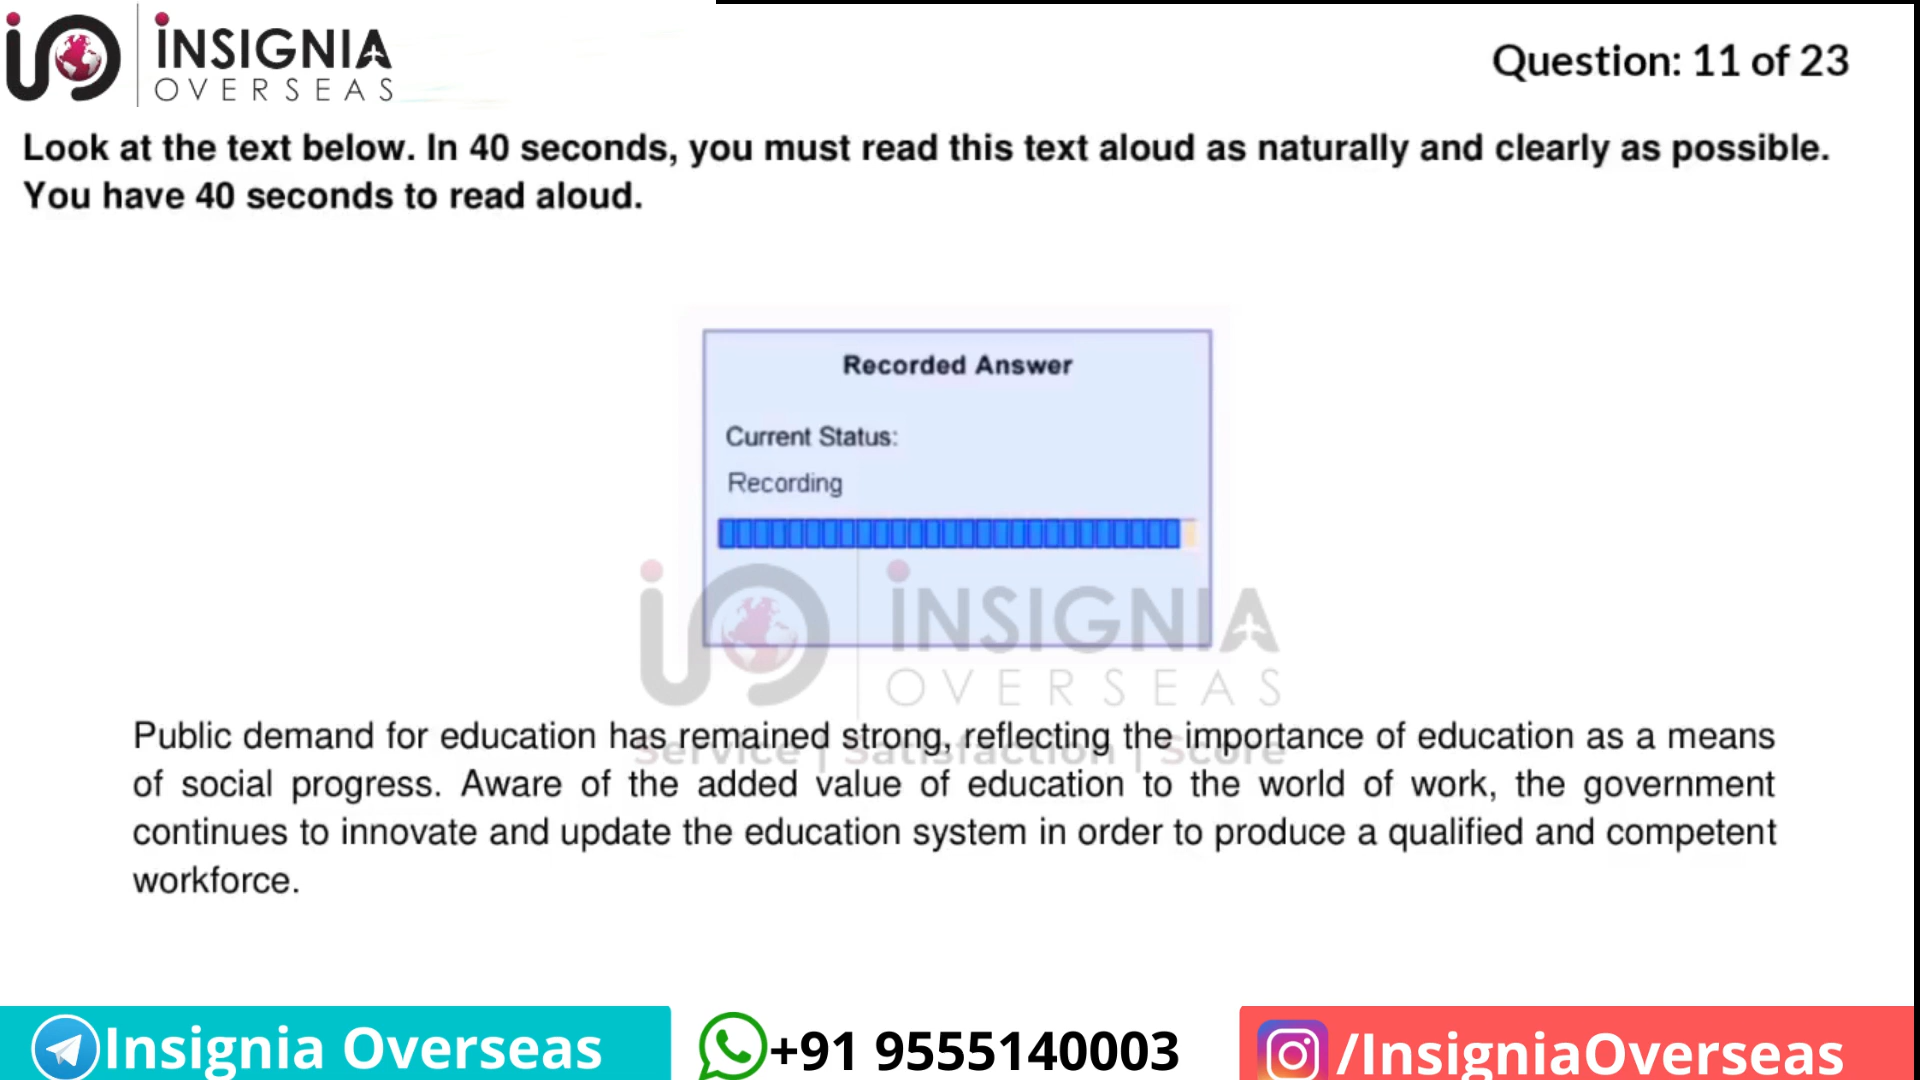 INSIGNIA
OVERSEAS
Question: 11 of 23
Look at the text below. In 40 seconds, you must read this text aloud as naturally and clearly as possible.
You have 40 seconds to read aloud.
Recorded Answer
Current Status:
Recording
INSIGNIA
OVERSEAS
Service | Satisfaction | Score
Public demand for education has remained strong, reflecting the importance of education as a means
of social progress. Aware of the added value of education to the world of work, the government
continues to innovate and update the education system in order to produce a qualified and competent
workforce.
Insignia Overseas
+91 9555140003
/InsigniaOverseas